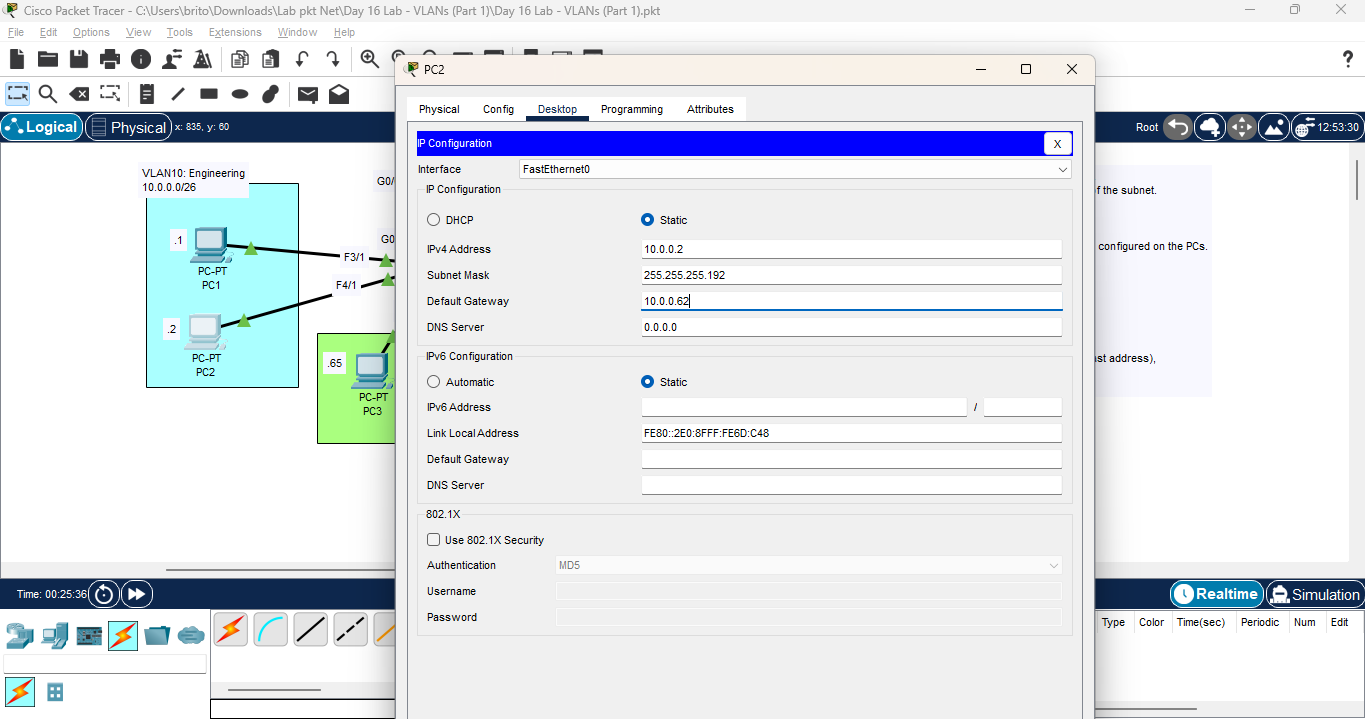 Cisco Packet Tracer - C:\Users\brito\Downloads\Lab pkt Net\Day 16 Lab - VLANs (Part 1)\Day 16 Lab - VLANs (Part 1).pkt
File Edit Options View Tools Extensions Window Help
?
PC2
Physical Config Desktop Programming Attributes
Logical Physical x: 835, y: 60
Root 12:53:30
IP Configuration X
Interface FastEthernet0
IP Configuration
DHCP Static
IPv4 Address 10.0.0.2
Subnet Mask 255.255.255.192
Default Gateway 10.0.0.62
DNS Server 0.0.0.0
IPv6 Configuration
Automatic Static
IPv6 Address /
Link Local Address FE80::2E0:8FFF:FE6D:C48
Default Gateway
DNS Server
802.1X
Use 802.1X Security
Authentication MD5
Username
Password
VLAN10: Engineering
10.0.0.0/26
G0/
.1
G0
F3/1
PC-PT
PC1
F4/1
.2
PC-PT
PC2
.65
PC-PT
PC3
of the subnet.
configured on the PCs.
st address),
Time: 00:25:36
Realtime Simulation
Type Color Time(sec) Periodic Num Edit